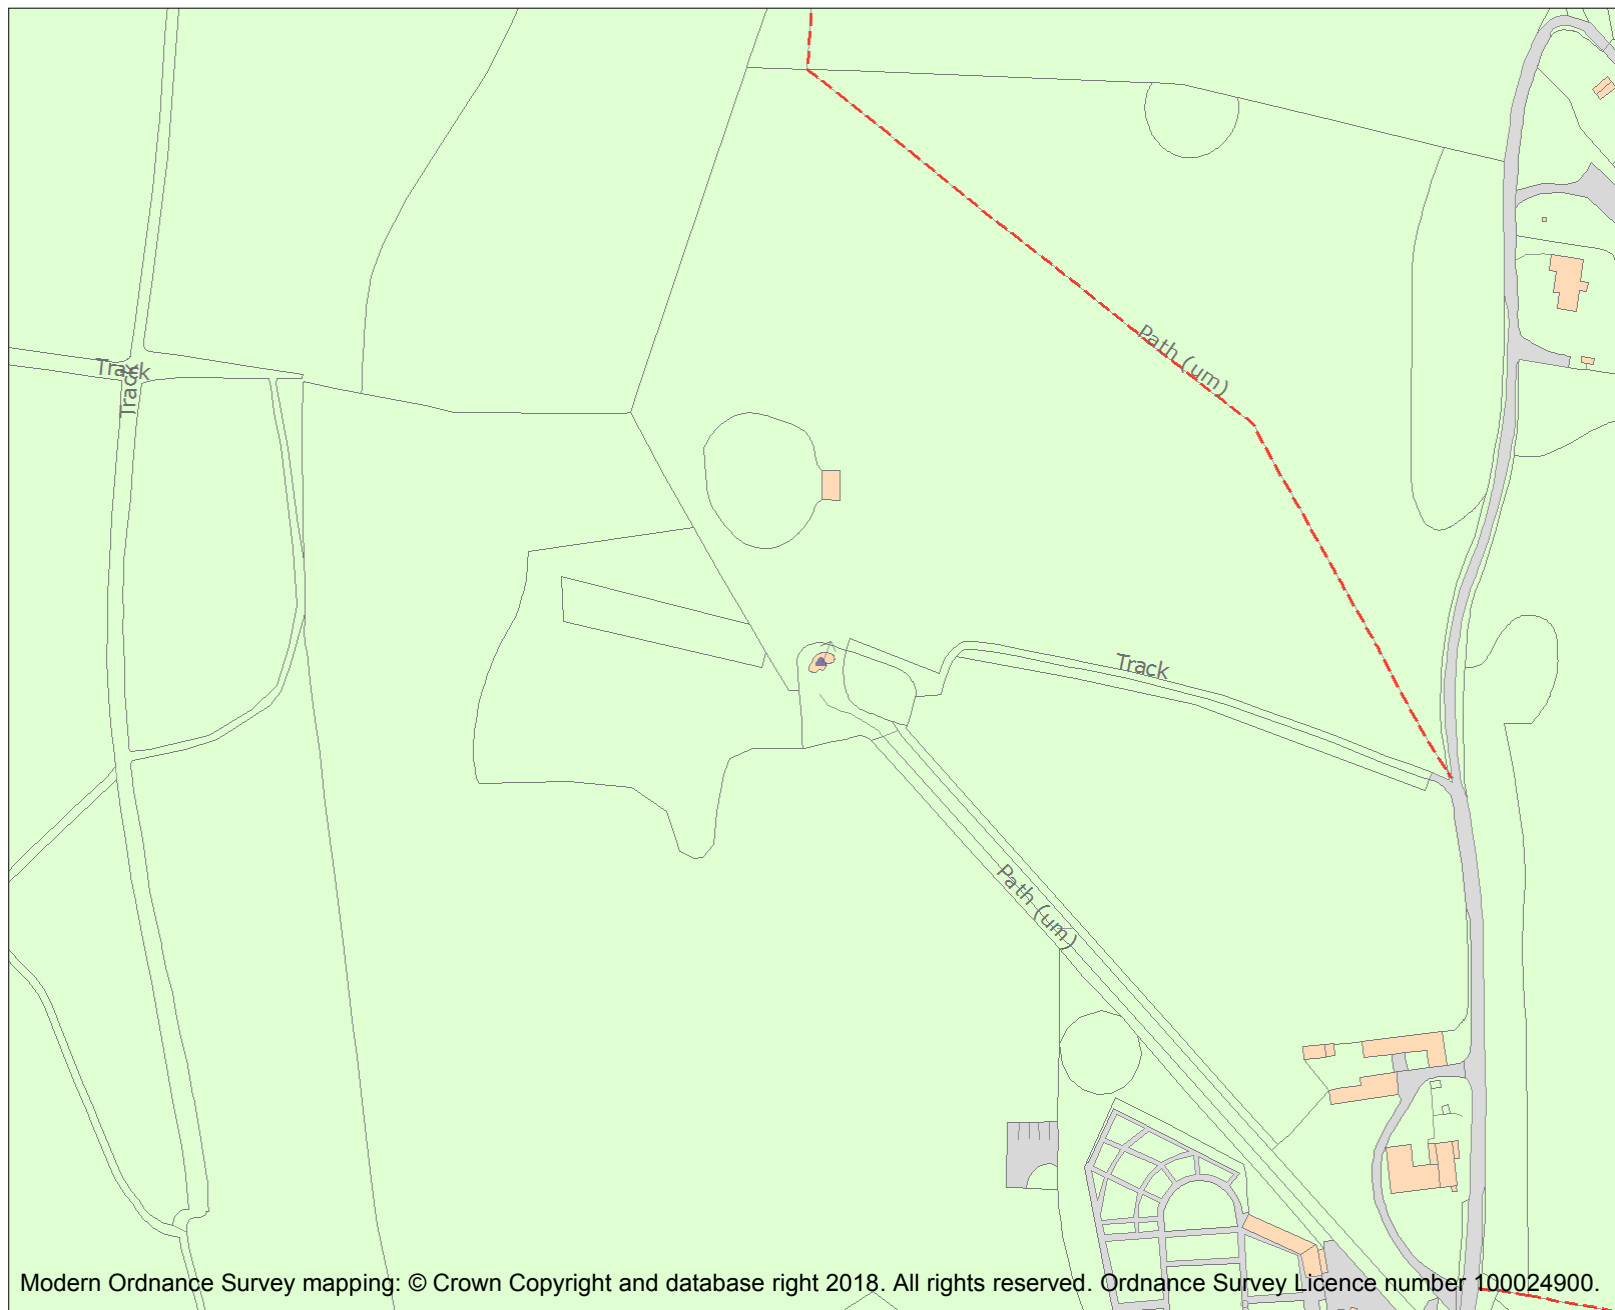 Path (um)
Track
Track
Track
Path (um)
Modern Ordnance Survey mapping: © Crown Copyright and database right 2018. All rights reserved. Ordnance Survey Licence number 100024900.